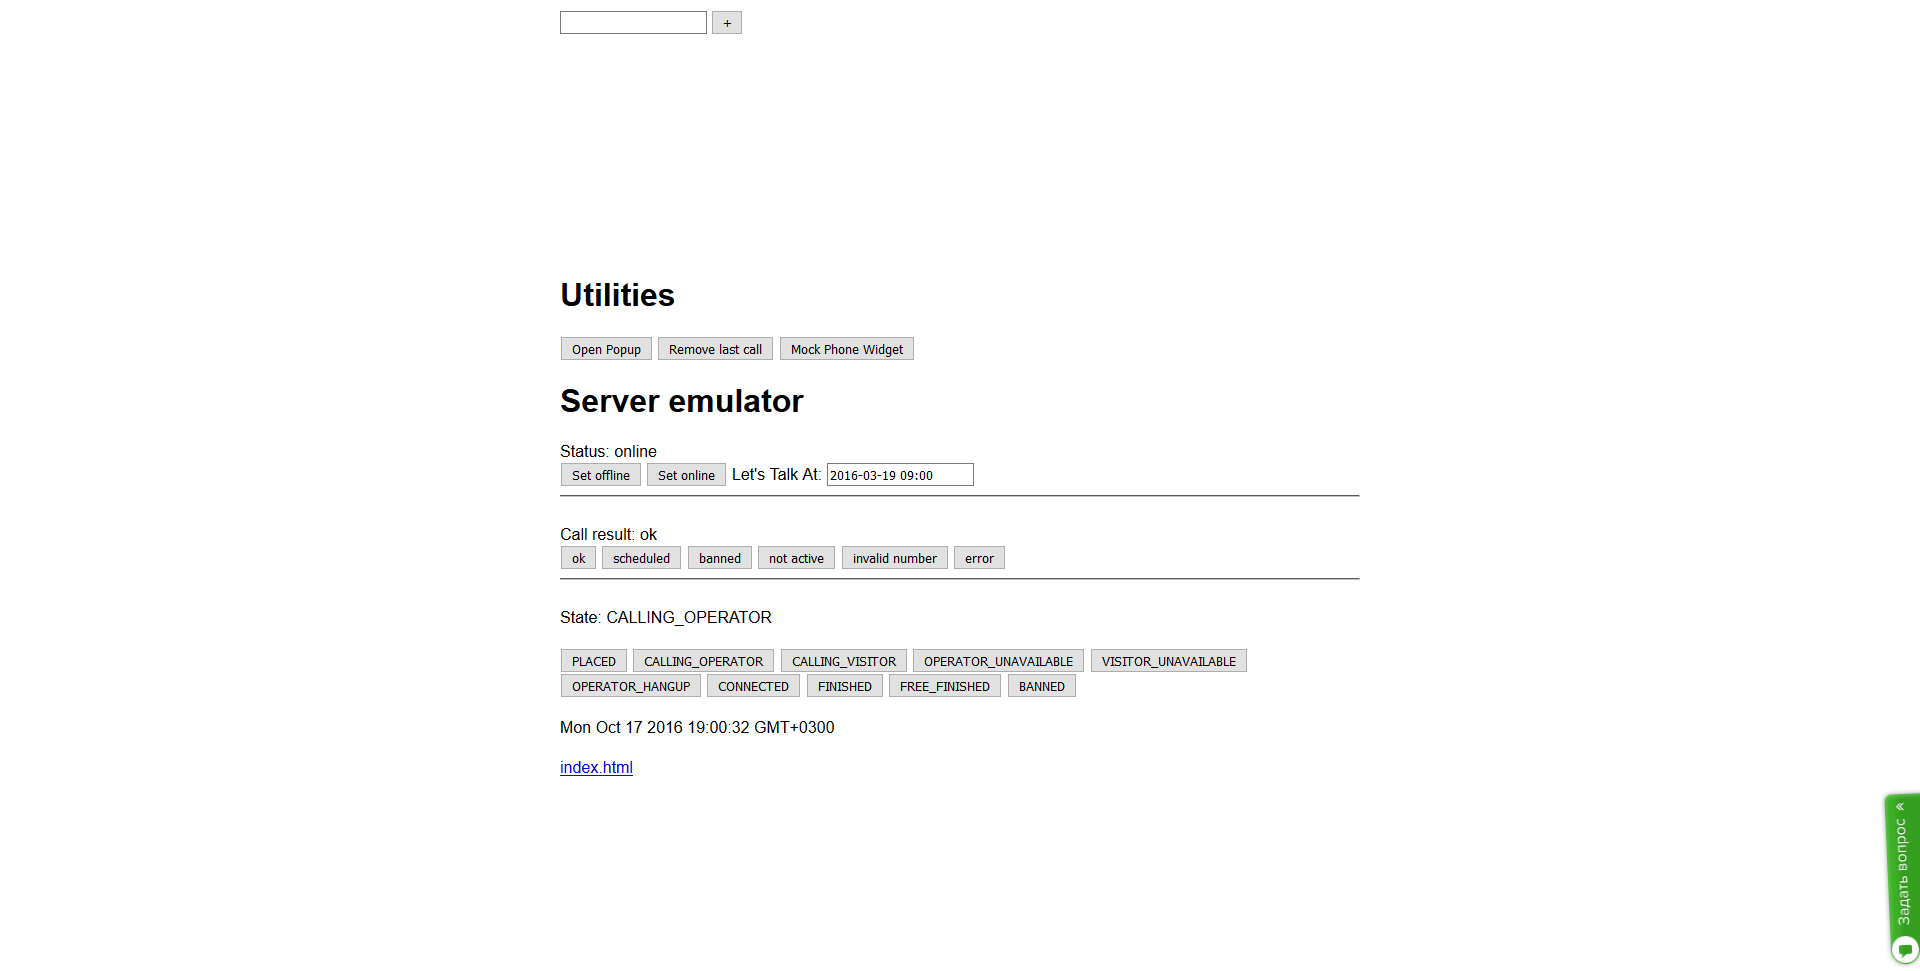 +
Utilities
Open Popup Remove last call Mock Phone Widget
Server emulator
Status: online
Set offline Set online Let's Talk At: 2016-03-19 09:00
Call result: ok
ok scheduled banned not active invalid number error
State: CALLING_OPERATOR
PLACED CALLING_OPERATOR CALLING_VISITOR OPERATOR_UNAVAILABLE VISITOR_UNAVAILABLE
OPERATOR_HANGUP CONNECTED FINISHED FREE_FINISHED BANNED
Mon Oct 17 2016 19:00:32 GMT+0300
index.html
Задать вопрос «